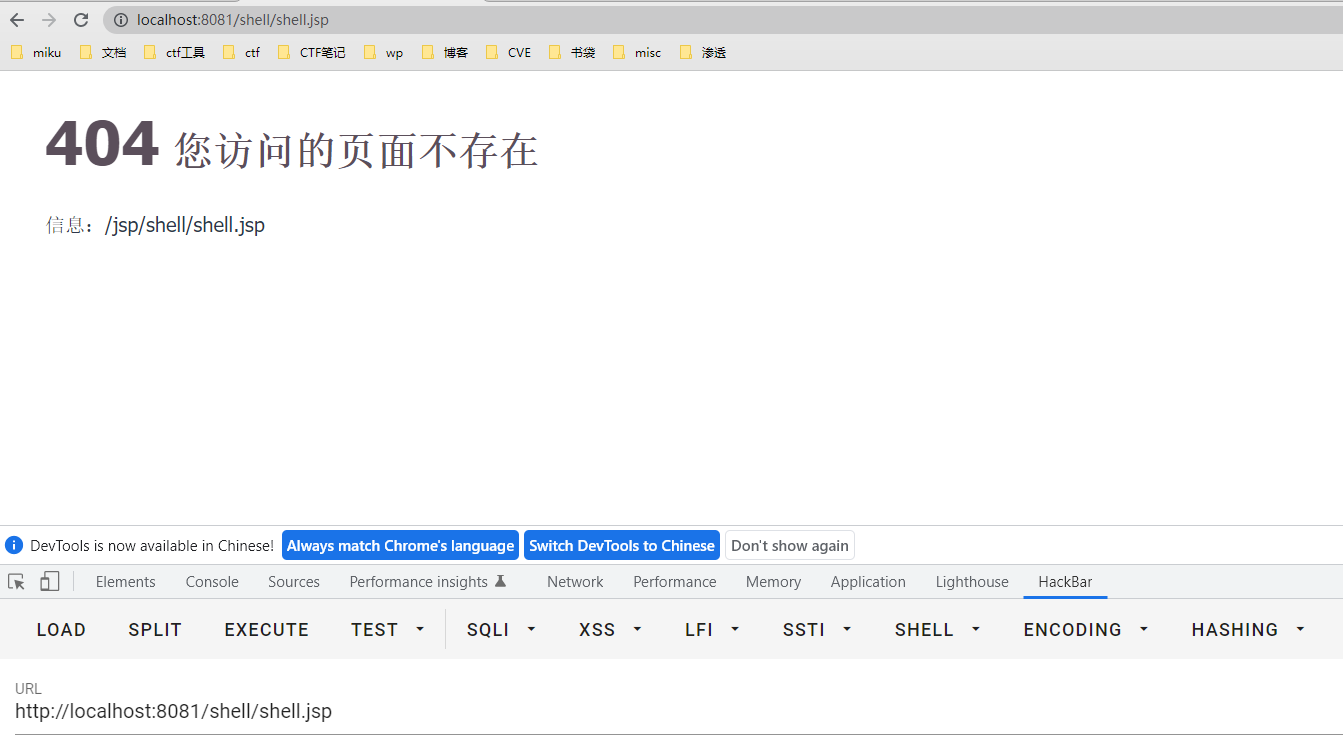 localhost:8081/shell/shell.jsp
miku 文档 ctf工具 ctf CTF笔记 wp 博客 CVE 书袋 misc 渗透
404 您访问的页面不存在
信息：/jsp/shell/shell.jsp
DevTools is now available in Chinese! Always match Chrome's language Switch DevTools to Chinese Don't show again
Elements Console Sources Performance insights Network Performance Memory Application Lighthouse HackBar
LOAD SPLIT EXECUTE TEST SQLI XSS LFI SSTI SHELL ENCODING HASHING
URL
http://localhost:8081/shell/shell.jsp